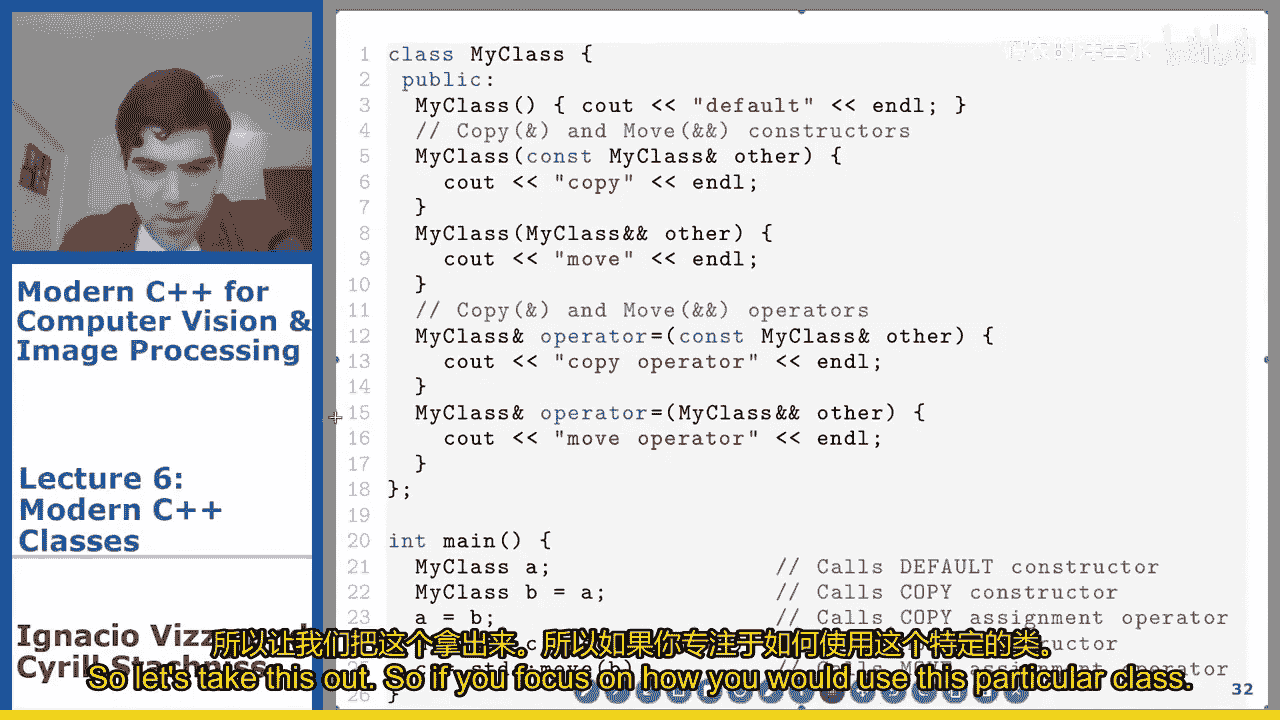 Modern C++ for
Computer Vision &
Image Processing
Lecture 6:
Modern C++
Classes
Ignacio
Cyrill
1 class MyClass {
2 public:
3 MyClass() { cout << "default" << endl; }
4 // Copy(&) and Move(&&) constructors
5 MyClass(const MyClass& other) {
6 cout << "copy" << endl;
7 }
8 MyClass(MyClass&& other) {
9 cout << "move" << endl;
10 }
11 // Copy(&) and Move(&&) operators
12 MyClass& operator=(const MyClass& other) {
13 cout << "copy operator" << endl;
14 }
15 MyClass& operator=(MyClass&& other) {
16 cout << "move operator" << endl;
17 }
18 };
19
20 int main() {
21 MyClass a; // Calls DEFAULT constructor
22 MyClass b = a; // Calls COPY constructor
23 a = b; // Calls COPY assignment operator
26 }
所以让我们把这个拿出来。所以如果你专注于如何使用这个特定的类。
So let's take this out. So if you focus on how you would use this particular class.
32